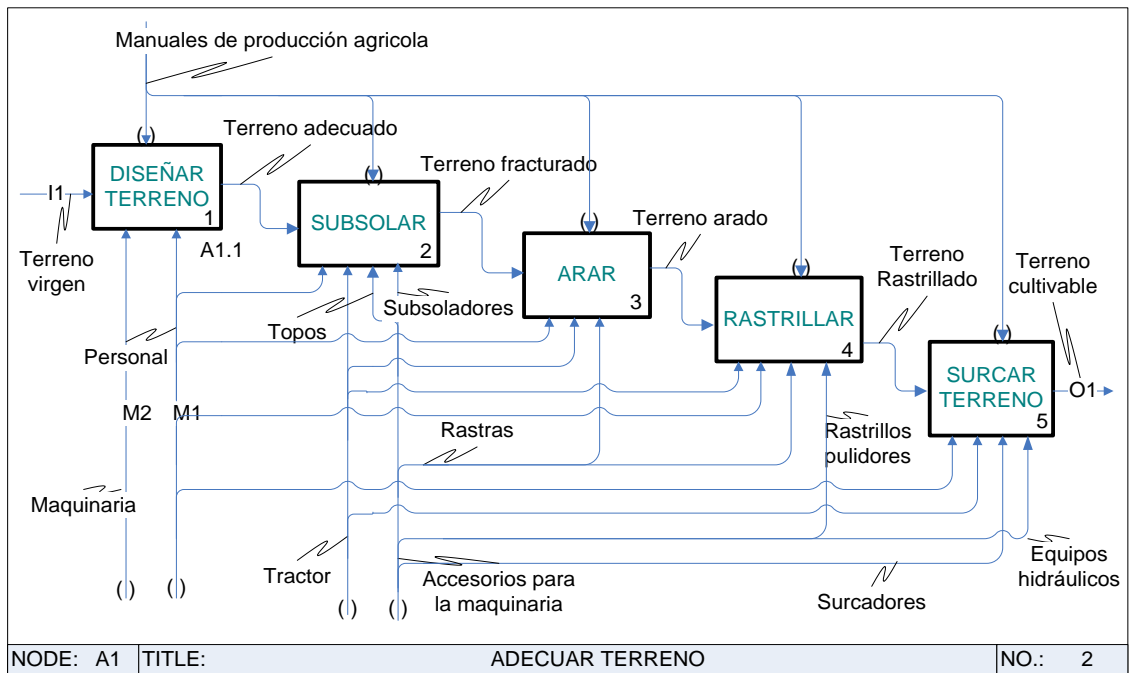 Manuales de producción agricola
( )
( )
( )
( )
( )
Terreno adecuado
DISEÑAR
TERRENO
1
A1.1
I1
Terreno
virgen
Terreno fracturado
SUBSOLAR
2
Terreno arado
ARAR
3
Terreno
Rastrillado
RASTRILLAR
4
Terreno
cultivable
SURCAR
TERRENO
5
O1
Subsoladores
Topos
Personal
M2
M1
Rastras
Rastrillos
pulidores
Maquinaria
Tractor
Accesorios para
la maquinaria
Surcadores
Equipos
hidráulicos
( )
( )
( )
( )
NODE: A1
TITLE:
ADECUAR TERRENO
NO.: 2